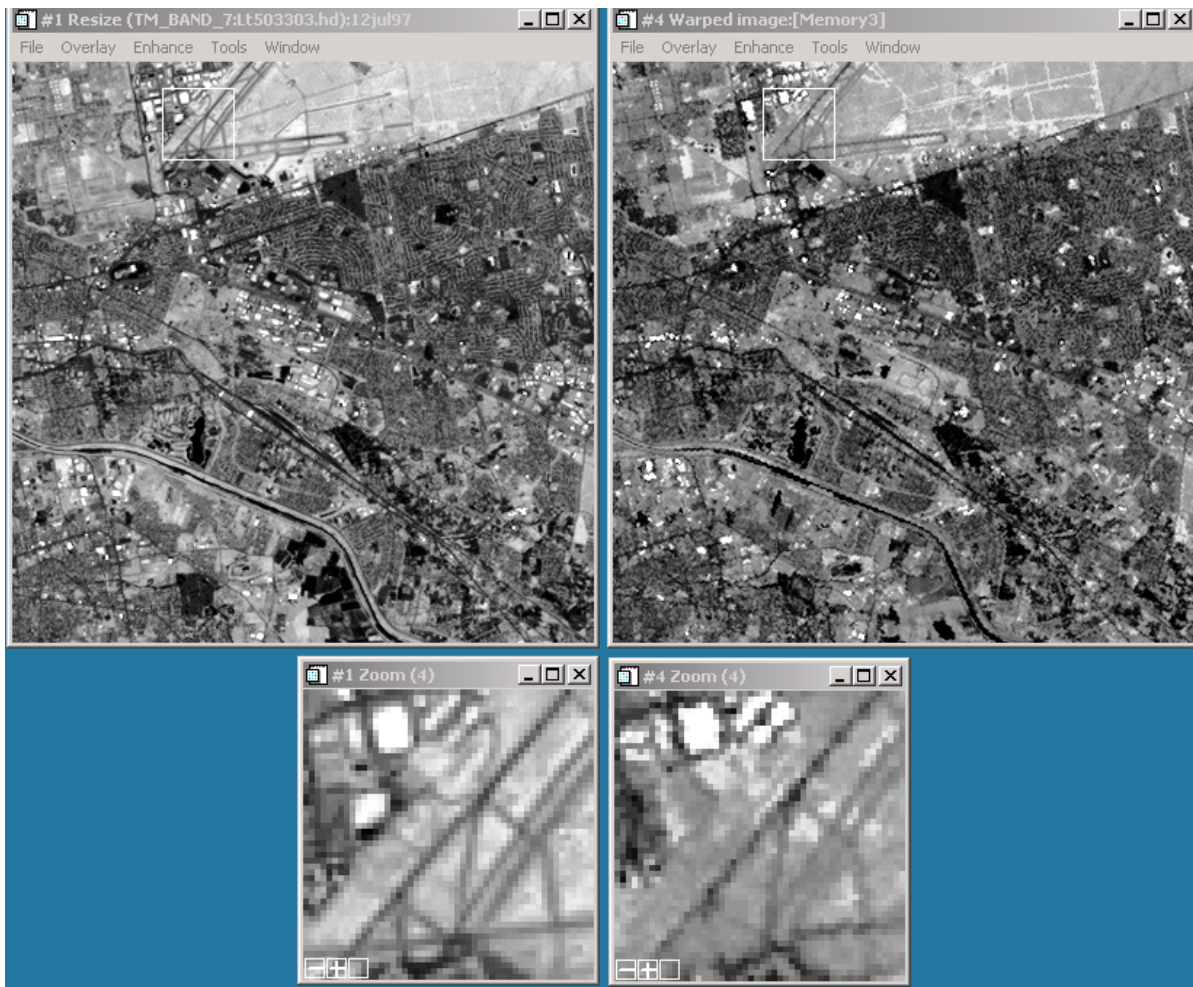 #1 Resize (TM_BAND_7:Lt503303.hd):12jul97
File Overlay Enhance Tools Window
#4 Warped image:[Memory3]
File Overlay Enhance Tools Window
#1 Zoom (4)
#4 Zoom (4)